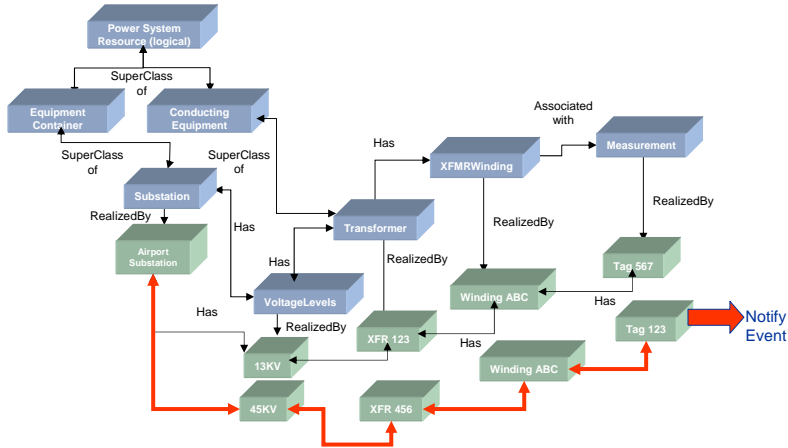 Power System
Resource (logical)
SuperClass
of
Equipment
Container
Conducting
Equipment
Associated
with
Has
XFMRWinding
Measurement
SuperClass
of
SuperClass
of
Substation
RealizedBy
Has
Transformer
RealizedBy
RealizedBy
Airport
Substation
Has
RealizedBy
Tag 567
VoltageLevels
Winding ABC
Has
Has
RealizedBy
XFR 123
Has
Tag 123
Notify
Event
13KV
Winding ABC
45KV
XFR 456